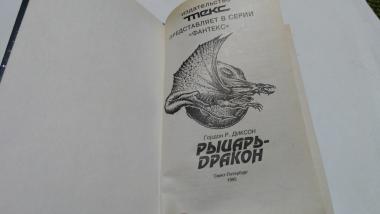 ИЗДАТЕЛЬСТВО
ТЕКС
ПРЕДСТАВЛЯЕТ В СЕРИИ
«ФАНТЕКС»
Гордон Р. ДИКСОН
РЫЦАРЬ-
ДРАКОН
Санкт-Петербург